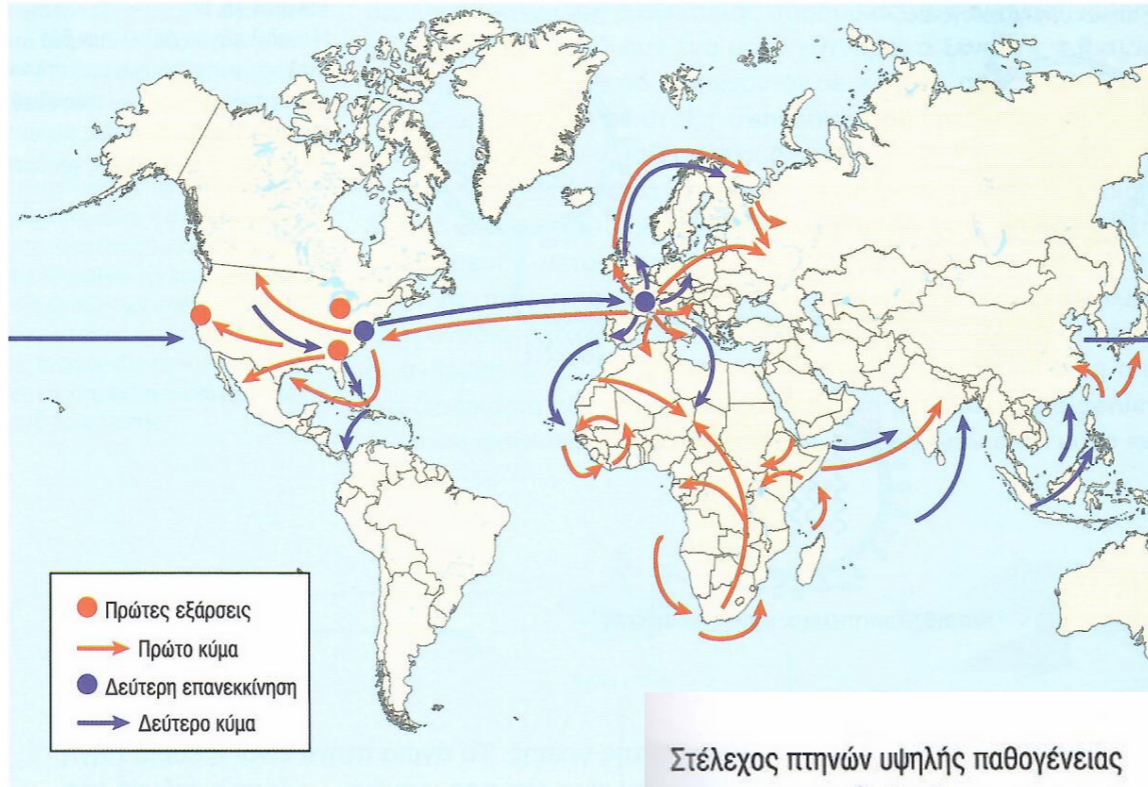 Πρώτες εξάρσεις
Πρώτο κύμα
Δεύτερη επανεκκίνηση
Δεύτερο κύμα
Στέλεχος πτηνών υψηλής παθογένειας